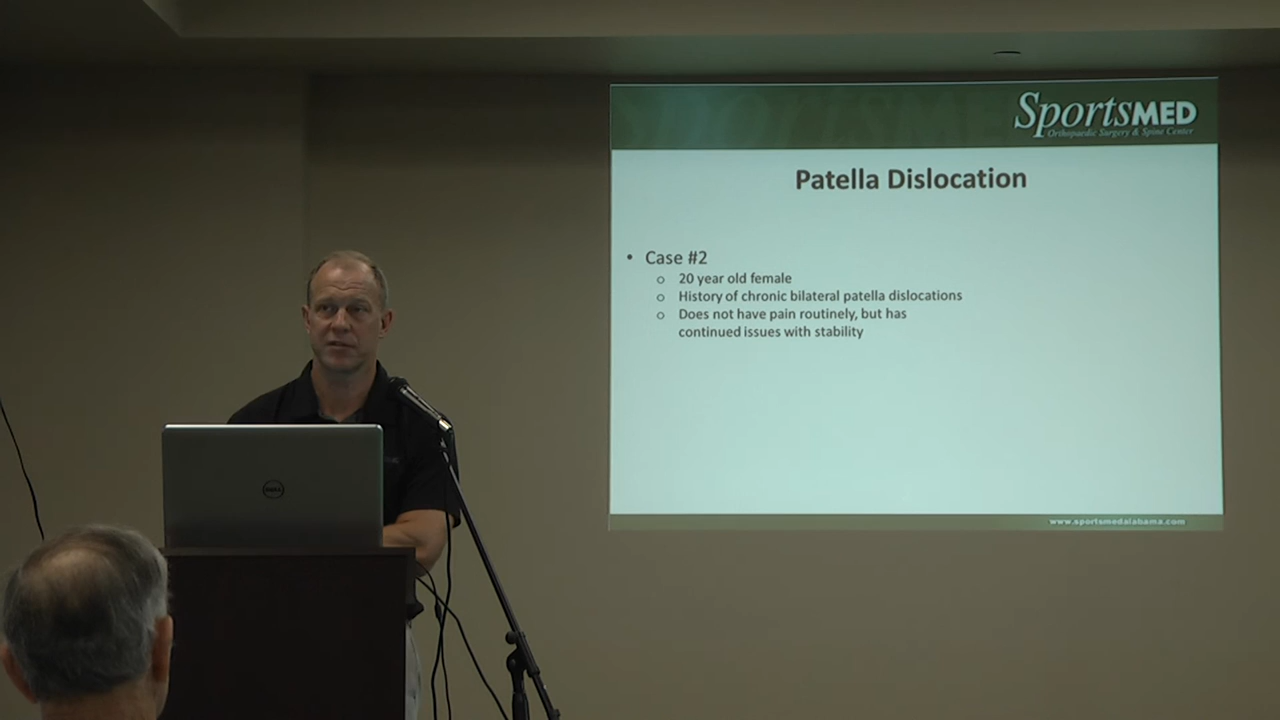 SportsMED
Orthopaedic Surgery & Spine Center
Patella Dislocation
• Case #2
o 20 year old female
o History of chronic bilateral patella dislocations
o Does not have pain routinely, but has
continued issues with stability
www.sportsmedalabama.com
DELL